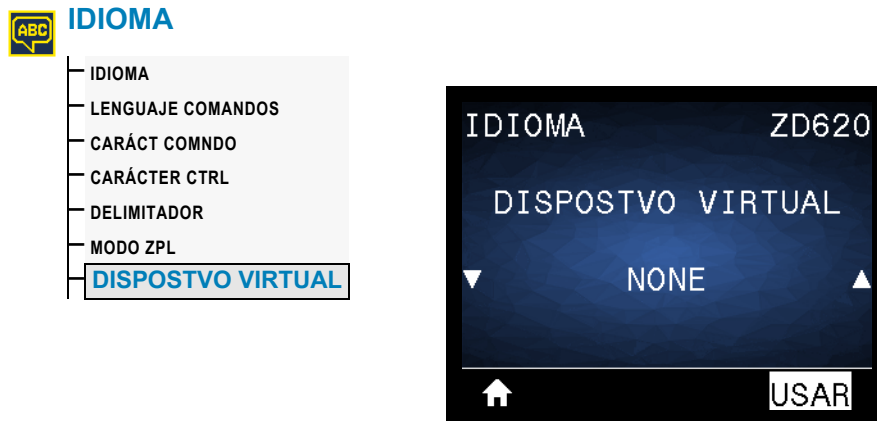 ABC
IDIOMA
IDIOMA
LENGUAJE COMANDOS
CARÁCT COMNDO
CARÁCTER CTRL
DELIMITADOR
MODO ZPL
DISPOSTVO VIRTUAL
IDIOMA ZD620
DISPOSTVO VIRTUAL
▼ NONE ▲
USAR